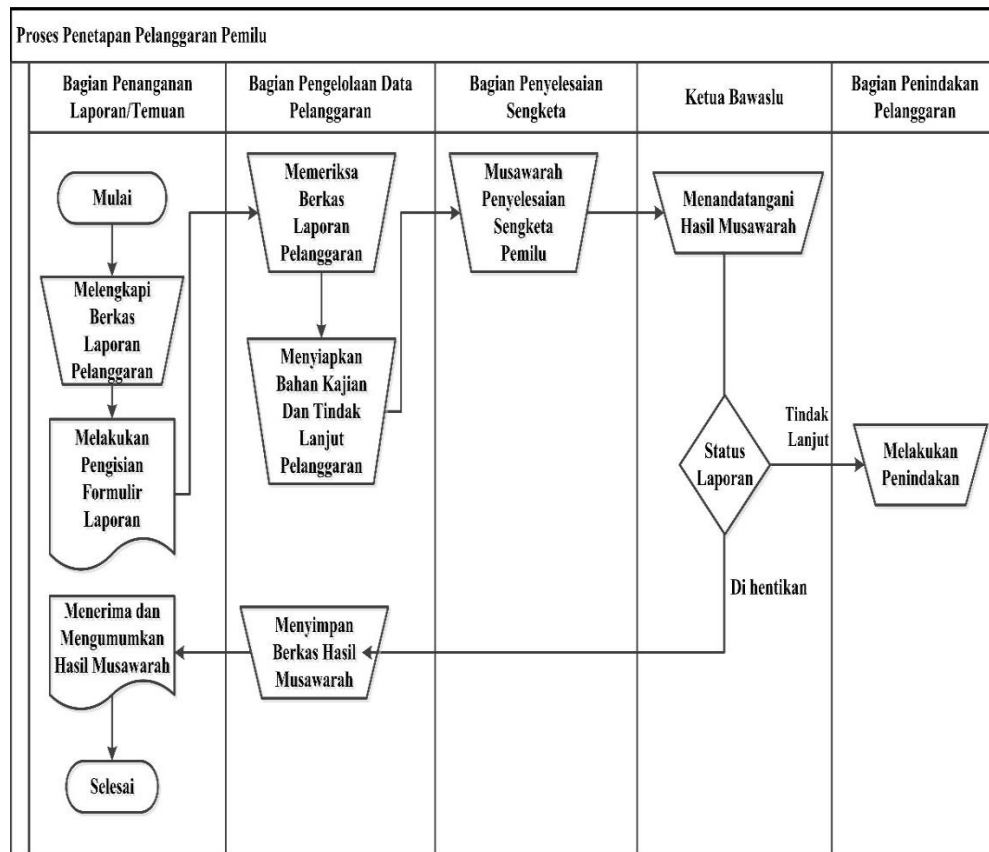 Proses Penetapan Pelanggaran Pemilu
Bagian Penanganan
Laporan/Temuan
Bagian Pengelolaan Data
Pelanggaran
Bagian Penyelesaian
Sengketa
Ketua Bawaslu
Bagian Penindakan
Pelanggaran
Mulai
Melengkapi
Berkas
Laporan
Pelanggaran
Melakukan
Pengisian
Formulir
Laporan
Memeriksa
Berkas
Laporan
Pelanggaran
Menyiapkan
Bahan Kajian
Dan Tindak
Lanjut
Pelanggaran
Musawarah
Penyelesaian
Sengketa
Pemilu
Menandatangani
Hasil Musawarah
Status
Laporan
Tindak
Lanjut
Melakukan
Penindakan
Di hentikan
Menyimpan
Berkas Hasil
Musawarah
Menerima dan
Mengumumkan
Hasil Musawarah
Selesai